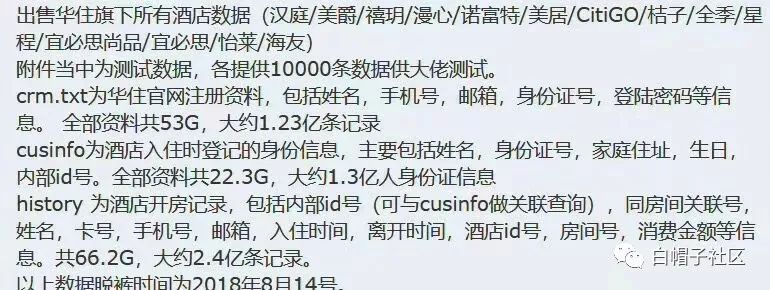 出售华住旗下所有酒店数据（汉庭/美爵/禧玥/漫心/诺富特/美居/CitiGO/桔子/全季/星
程/宜必思尚品/宜必思/怡莱/海友）
附件当中为测试数据，各提供10000条数据供大佬测试。
crm.txt为华住官网注册资料，包括姓名，手机号，邮箱，身份证号，登陆密码等信
息。 全部资料共53G，大约1.23亿条记录
cusinfo为酒店入住时登记的身份信息，主要包括姓名，身份证号，家庭住址，生日，
内部id号。全部资料共22.3G，大约1.3亿人身份证信息
history 为酒店开房记录，包括内部id号（可与cusinfo做关联查询），同房间关联号，
姓名，卡号，手机号，邮箱，入住时间，离开时间，酒店id号，房间号，消费金额等信
息。共66.2G，大约2.4亿条记录。
以上数据脱裤时间为2018年8月14号。
白帽子社区